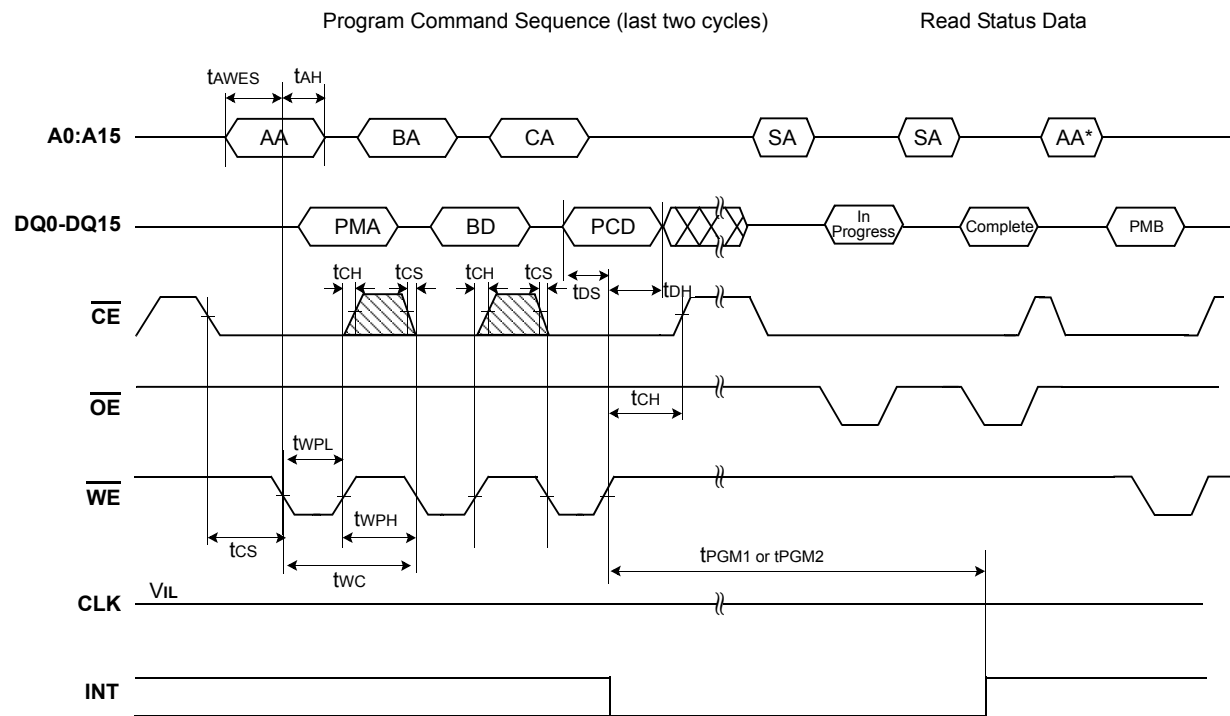 Program Command Sequence (last two cycles) Read Status Data
tAWES tAH
A0:A15 AA BA CA SA SA AA*
DQ0-DQ15 PMA BD PCD In Progress Complete PMB
tCH tCS tCH tCS tDS tDH
CE
OE tCH
tWPL
WE
tWPH
tCS tPGM1 or tPGM2
tWC
CLK VIL
INT